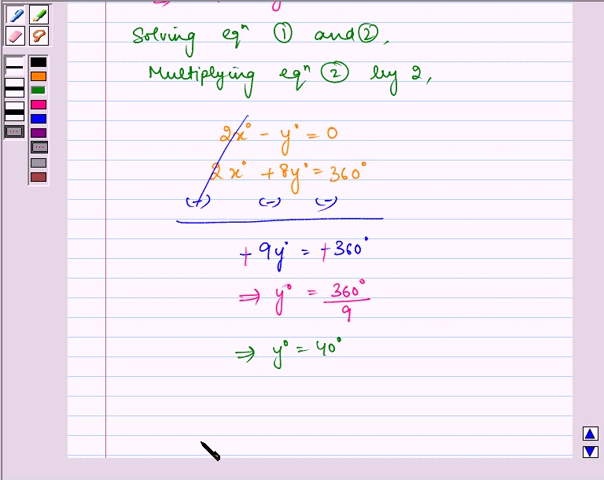 Solving eqⁿ ① and ②,
Multiplying eqⁿ ② by 2,
2x° - y° = 0
2x° + 8y° = 360°
(+) (-) (-)
+ 9y° = + 360°
⇒ y° = 360° / 9
⇒ y° = 40°